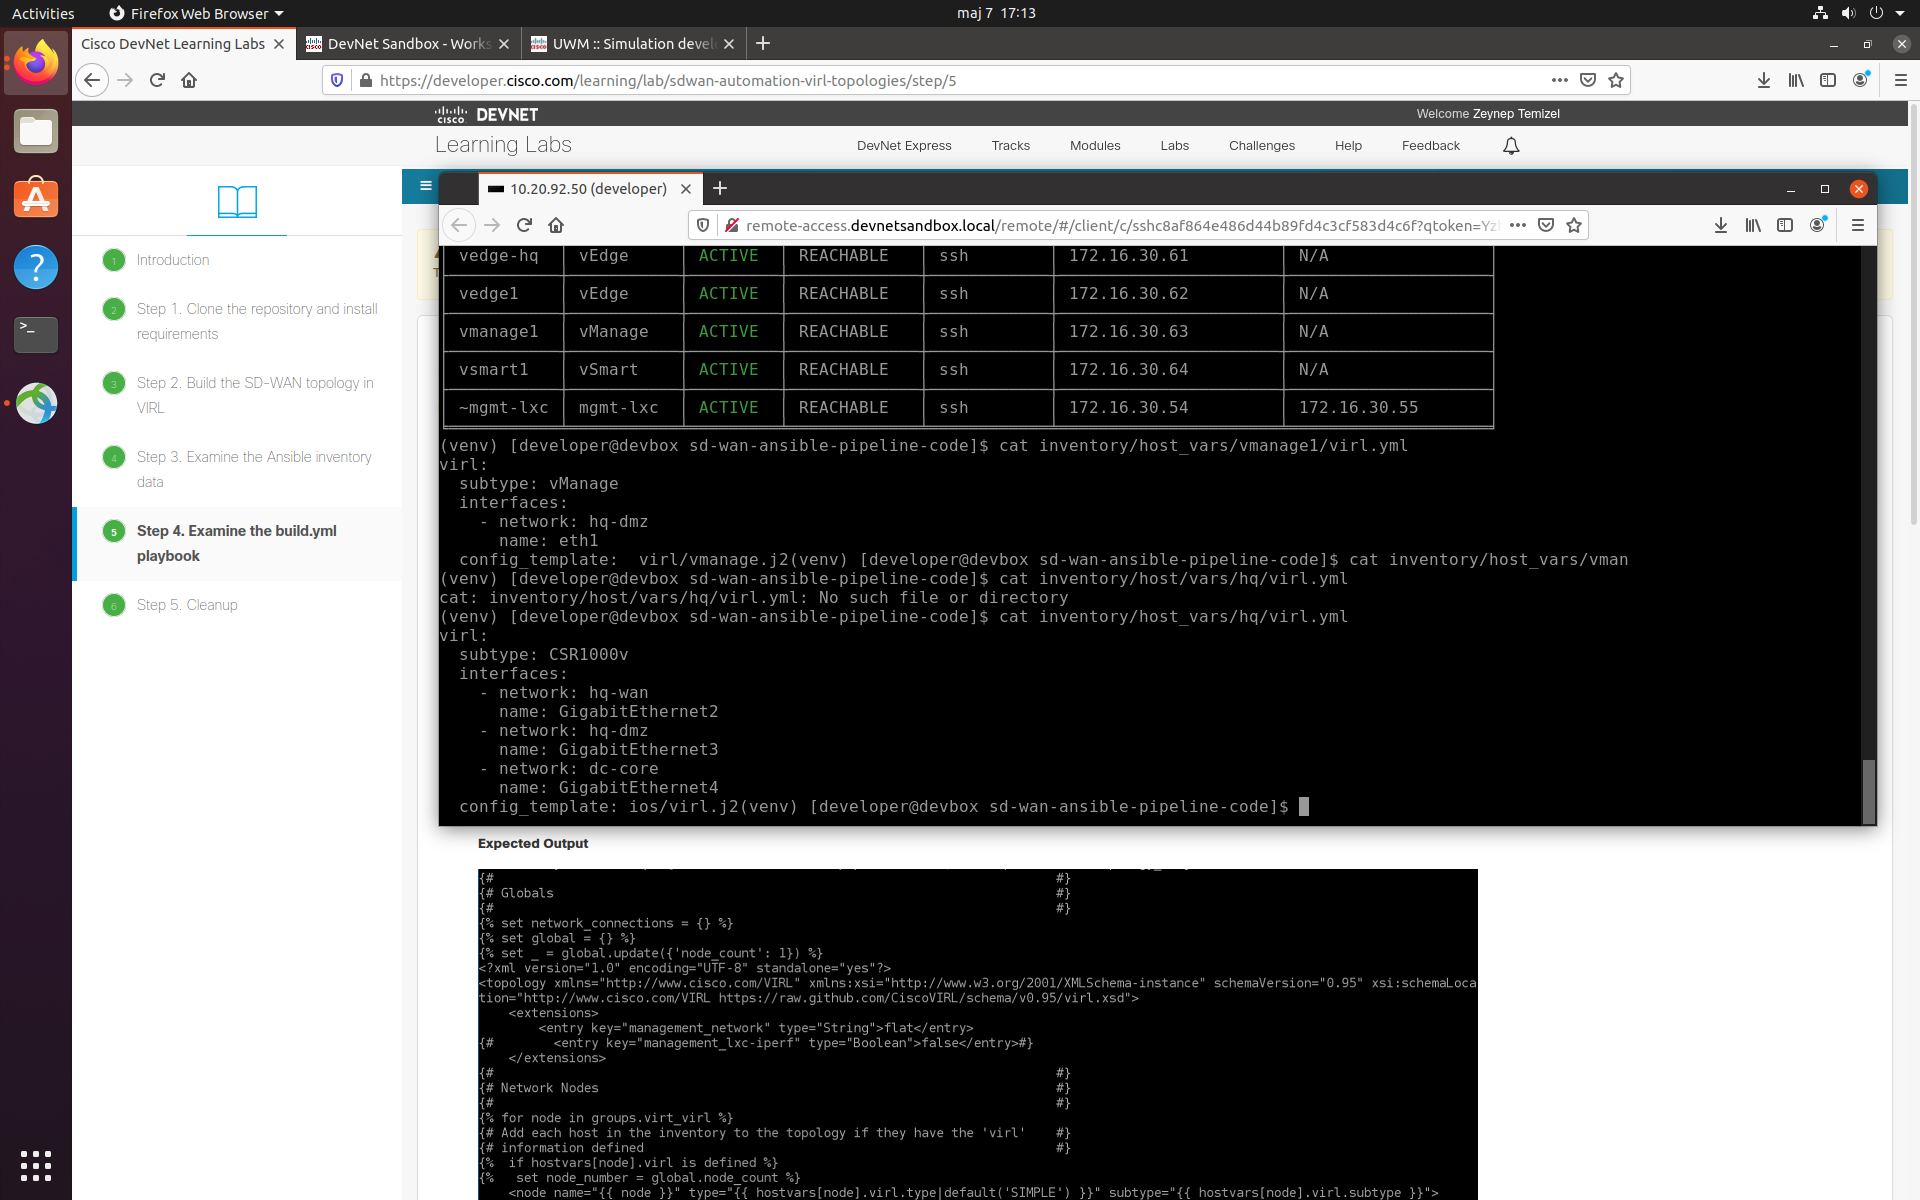 Activities
Firefox Web Browser
maj 7 17:13
Cisco DevNet Learning Labs
DevNet Sandbox - Works
UWM :: Simulation devel
https://developer.cisco.com/learning/lab/sdwan-automation-virl-topologies/step/5
CISCO DEVNET
Welcome Zeynep Temizel
Learning Labs
DevNet Express
Tracks
Modules
Labs
Challenges
Help
Feedback
1 Introduction
2 Step 1. Clone the repository and install
requirements
3 Step 2. Build the SD-WAN topology in
VIRL
4 Step 3. Examine the Ansible inventory
data
5 Step 4. Examine the build.yml
playbook
6 Step 5. Cleanup
10.20.92.50 (developer)
remote-access.devnetsandbox.local/remote/#/client/c/sshc8af864e486d44b89fd4c3cf583d4c6f?qtoken=Yz
vedge-hq vEdge ACTIVE REACHABLE ssh 172.16.30.61 N/A
vedge1 vEdge ACTIVE REACHABLE ssh 172.16.30.62 N/A
vmanage1 vManage ACTIVE REACHABLE ssh 172.16.30.63 N/A
vsmart1 vSmart ACTIVE REACHABLE ssh 172.16.30.64 N/A
~mgmt-lxc mgmt-lxc ACTIVE REACHABLE ssh 172.16.30.54 172.16.30.55
(venv) [developer@devbox sd-wan-ansible-pipeline-code]$ cat inventory/host_vars/vmanage1/virl.yml
virl:
  subtype: vManage
  interfaces:
    - network: hq-dmz
      name: eth1
  config_template:  virl/vmanage.j2(venv) [developer@devbox sd-wan-ansible-pipeline-code]$ cat inventory/host_vars/vman
(venv) [developer@devbox sd-wan-ansible-pipeline-code]$ cat inventory/host/vars/hq/virl.yml
cat: inventory/host/vars/hq/virl.yml: No such file or directory
(venv) [developer@devbox sd-wan-ansible-pipeline-code]$ cat inventory/host_vars/hq/virl.yml
virl:
  subtype: CSR1000v
  interfaces:
    - network: hq-wan
      name: GigabitEthernet2
    - network: hq-dmz
      name: GigabitEthernet3
    - network: dc-core
      name: GigabitEthernet4
  config_template: ios/virl.j2(venv) [developer@devbox sd-wan-ansible-pipeline-code]$
Expected Output
{# #}
{# Globals #}
{# #}
{% set network_connections = {} %}
{% set global = {} %}
{% set _ = global.update({'node_count': 1}) %}
<?xml version="1.0" encoding="UTF-8" standalone="yes"?>
<topology xmlns="http://www.cisco.com/VIRL" xmlns:xsi="http://www.w3.org/2001/XMLSchema-instance" schemaVersion="0.95" xsi:schemaLoca
tion="http://www.cisco.com/VIRL https://raw.github.com/CiscoVIRL/schema/v0.95/virl.xsd">
    <extensions>
        <entry key="management_network" type="String">flat</entry>
{#        <entry key="management_lxc-iperf" type="Boolean">false</entry>#}
    </extensions>
{# #}
{# Network Nodes #}
{# #}
{% for node in groups.virt_virl %}
{# Add each host in the inventory to the topology if they have the 'virl' #}
{# information defined #}
{%  if hostvars[node].virl is defined %}
{%   set node_number = global.node_count %}
    <node name="{{ node }}" type="{{ hostvars[node].virl.type|default('SIMPLE') }}" subtype="{{ hostvars[node].virl.subtype }}">